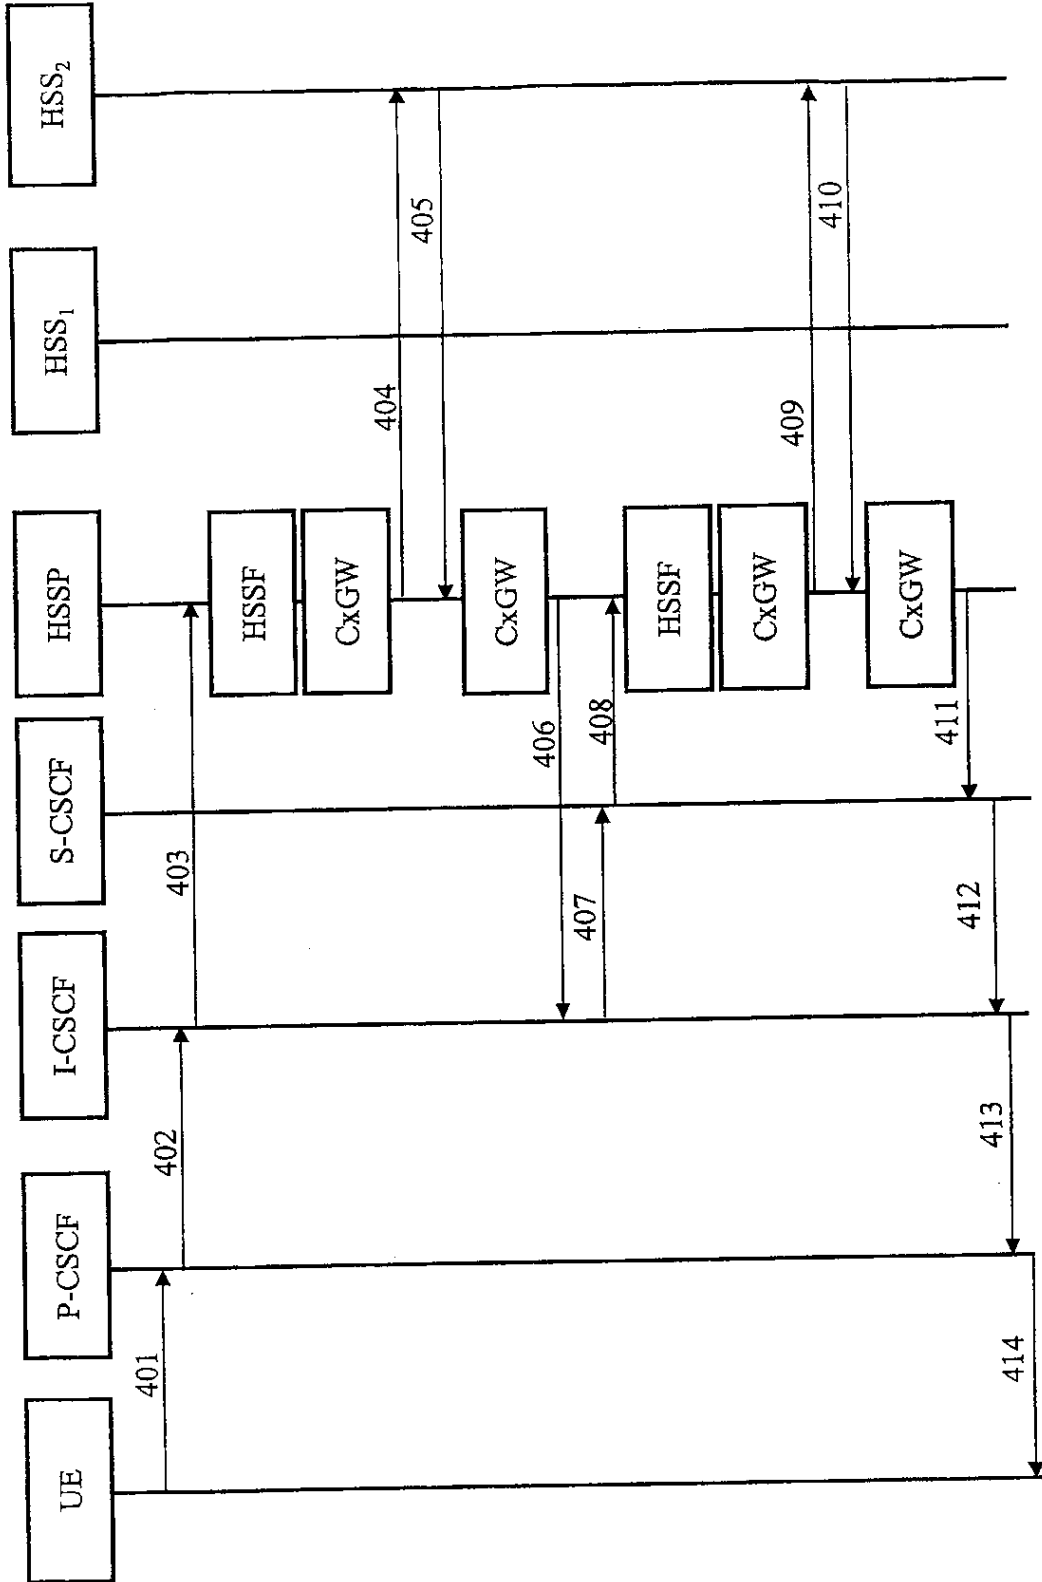 UE
P-CSCF
I-CSCF
S-CSCF
HSSP
HSS₁
HSS₂
401
402
403
HSSF
CxGW
404
405
CxGW
406
407
408
HSSF
CxGW
409
410
CxGW
411
412
413
414